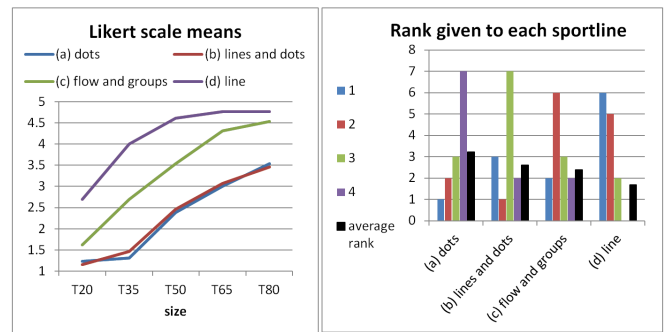 Likert scale means
(a) dots
(b) lines and dots
(c) flow and groups
(d) line
5
4.5
4
3.5
3
2.5
2
1.5
1
T20 T35 T50 T65 T80
size
Rank given to each sportline
1
2
3
4
average
rank
8
7
6
5
4
3
2
1
0
(a) dots
(b) lines and dots
(c) flow and groups
(d) line